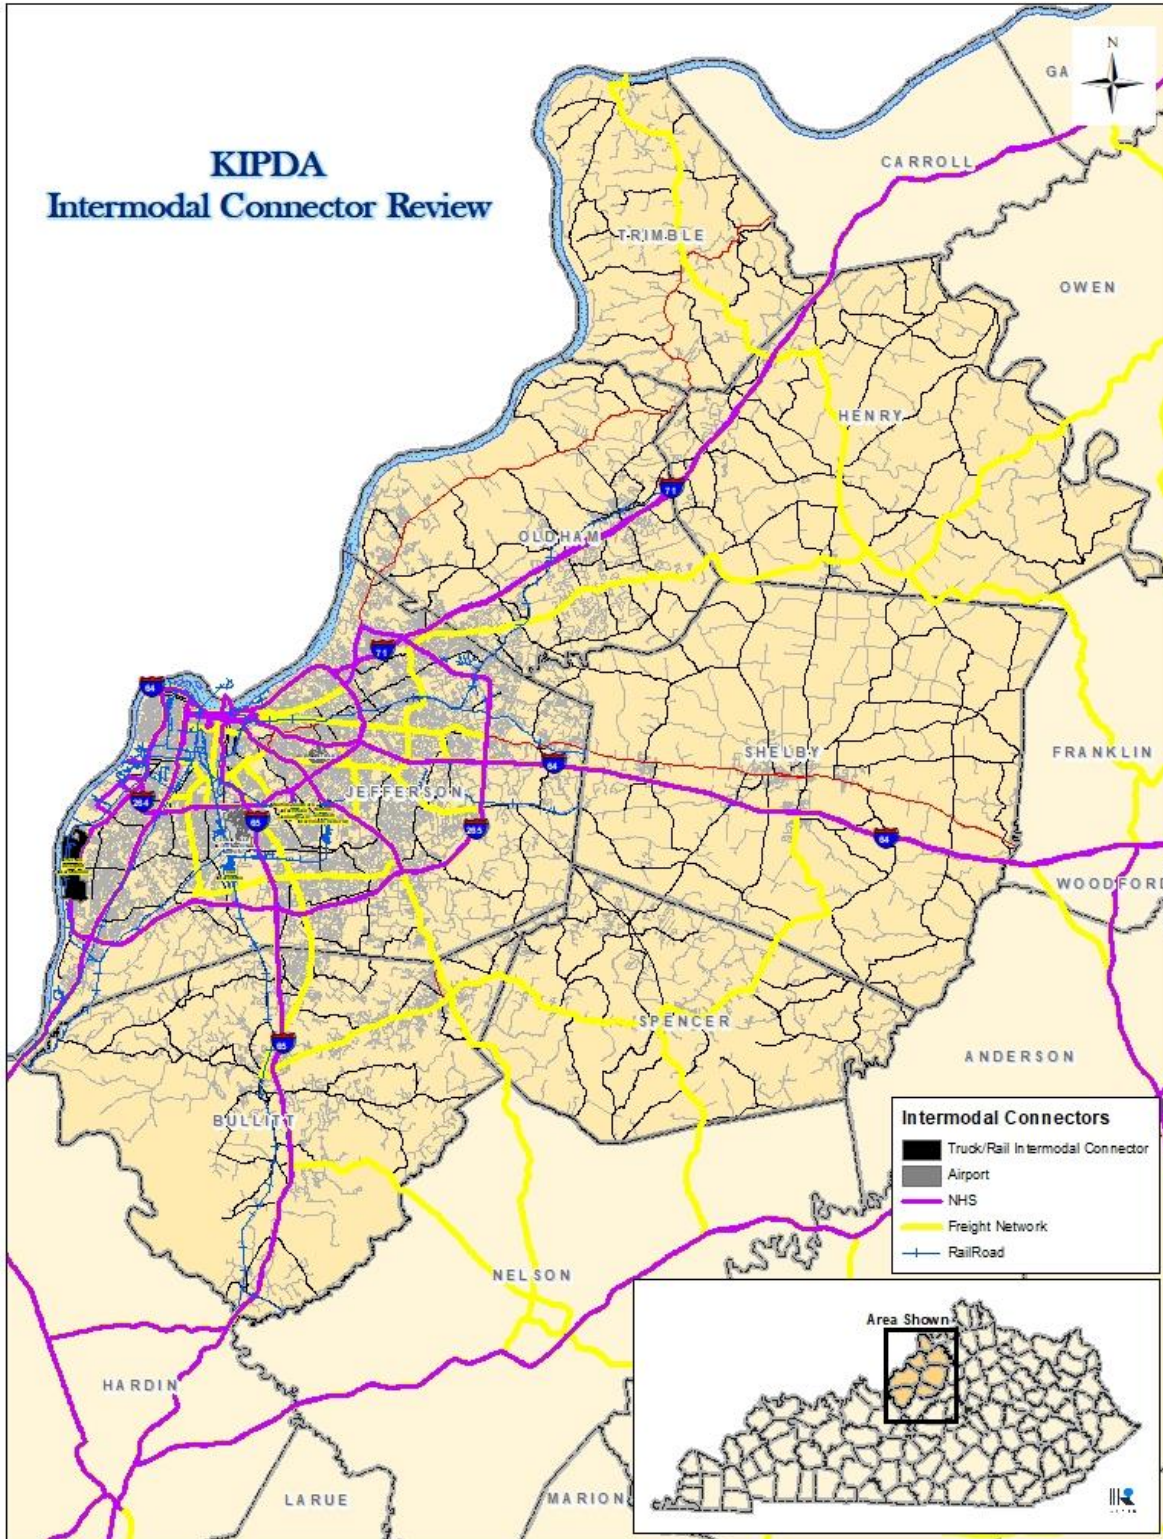 N
GA
KIPDA
Intermodal Connector Review
CARROLL
TRIMBLE
OWEN
HENRY
71
OLDHAM
71
64
SHELBY
FRANKLIN
64
JEFFERSON
264
65
265
64
WOODFORD
SPENCER
65
ANDERSON
BULLITT
Intermodal Connectors
Truck/Rail Intermodal Connector
Airport
NHS
Freight Network
RailRoad
NELSON
Area Shown
HARDIN
LARUE
MARION